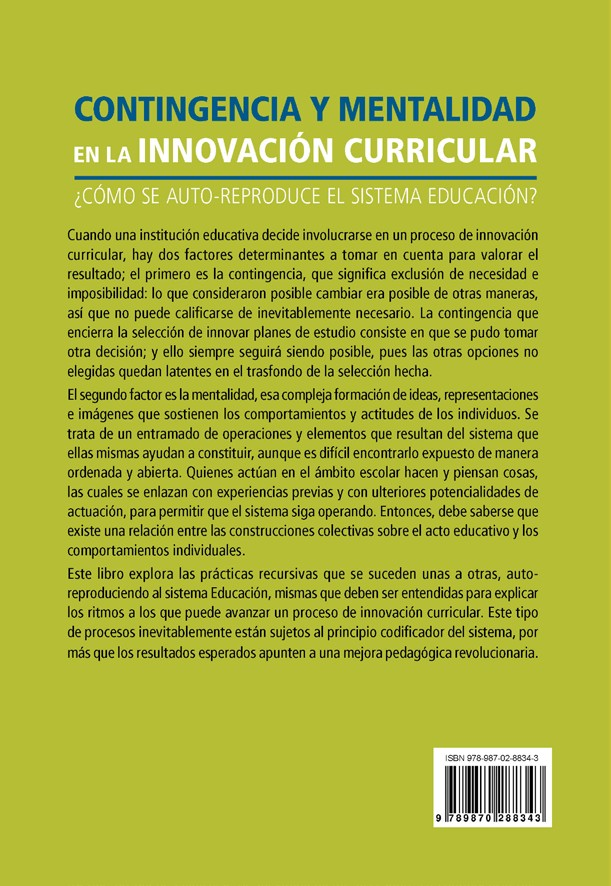 CONTINGENCIA Y MENTALIDAD
EN LA INNOVACIÓN CURRICULAR
¿CÓMO SE AUTO-REPRODUCE EL SISTEMA EDUCACIÓN?
Cuando una institución educativa decide involucrarse en un proceso de innovación
curricular, hay dos factores determinantes a tomar en cuenta para valorar el
resultado; el primero es la contingencia, que significa exclusión de necesidad e
imposibilidad: lo que consideraron posible cambiar era posible de otras maneras,
así que no puede calificarse de inevitablemente necesario. La contingencia que
encierra la selección de innovar planes de estudio consiste en que se pudo tomar
otra decisión; y ello siempre seguirá siendo posible, pues las otras opciones no
elegidas quedan latentes en el trasfondo de la selección hecha.
El segundo factor es la mentalidad, esa compleja formación de ideas, representaciones
e imágenes que sostienen los comportamientos y actitudes de los individuos. Se
trata de un entramado de operaciones y elementos que resultan del sistema que
ellas mismas ayudan a constituir, aunque es difícil encontrarlo expuesto de manera
ordenada y abierta. Quienes actúan en el ámbito escolar hacen y piensan cosas,
las cuales se enlazan con experiencias previas y con ulteriores potencialidades de
actuación, para permitir que el sistema siga operando. Entonces, debe saberse que
existe una relación entre las construcciones colectivas sobre el acto educativo y los
comportamientos individuales.
Este libro explora las prácticas recursivas que se suceden unas a otras, auto-
reproduciendo al sistema Educación, mismas que deben ser entendidas para explicar
los ritmos a los que puede avanzar un proceso de innovación curricular. Este tipo
de procesos inevitablemente están sujetos al principio codificador del sistema, por
más que los resultados esperados apunten a una mejora pedagógica revolucionaria.
ISBN 978-987-02-8834-3
9 789870 288343